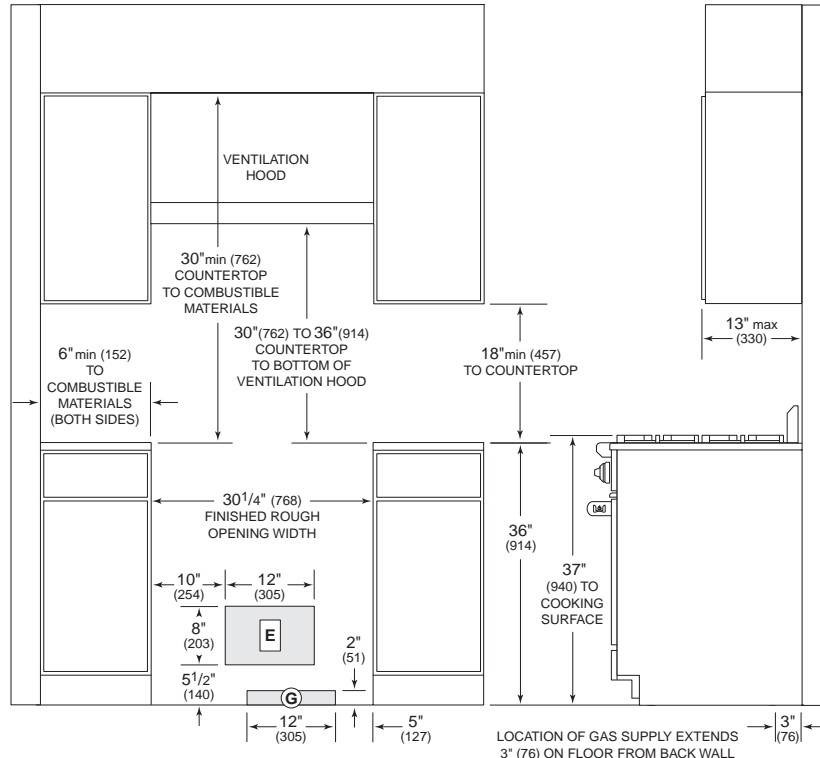 VENTILATION
HOOD
30" min (762)
COUNTERTOP
TO COMBUSTIBLE
MATERIALS
30" (762) TO 36" (914)
COUNTERTOP
TO BOTTOM OF
VENTILATION HOOD
13" max
(330)
18" min (457)
TO COUNTERTOP
6" min (152)
TO
COMBUSTIBLE
MATERIALS
(BOTH SIDES)
30 1/4" (768)
FINISHED ROUGH
OPENING WIDTH
36"
(914)
37"
(940) TO
COOKING
SURFACE
10"
(254)
12"
(305)
8"
(203)
E
2"
(51)
5 1/2"
(140)
G
12"
(305)
5"
(127)
3"
(76)
LOCATION OF GAS SUPPLY EXTENDS
3" (76) ON FLOOR FROM BACK WALL